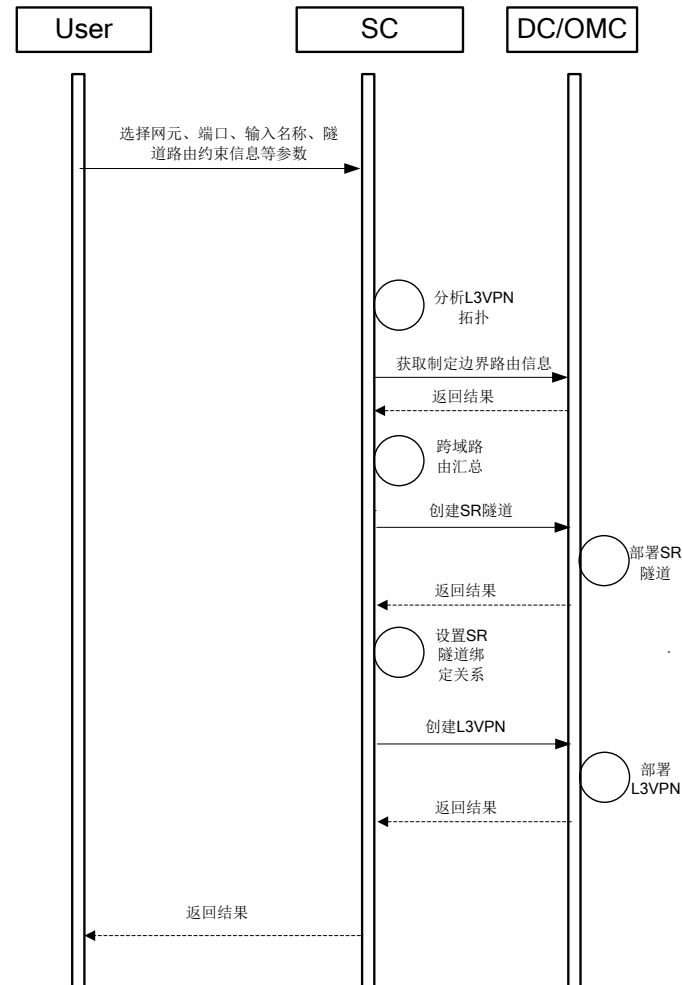 User
SC
DC/OMC
选择网元、端口、输入名称、隧
道路由约束信息等参数
分析L3VPN
拓扑
获取制定边界路由信息
返回结果
跨域路
由汇总
创建SR隧道
部署SR
隧道
返回结果
设置SR
隧道绑
定关系
创建L3VPN
部署
L3VPN
返回结果
返回结果